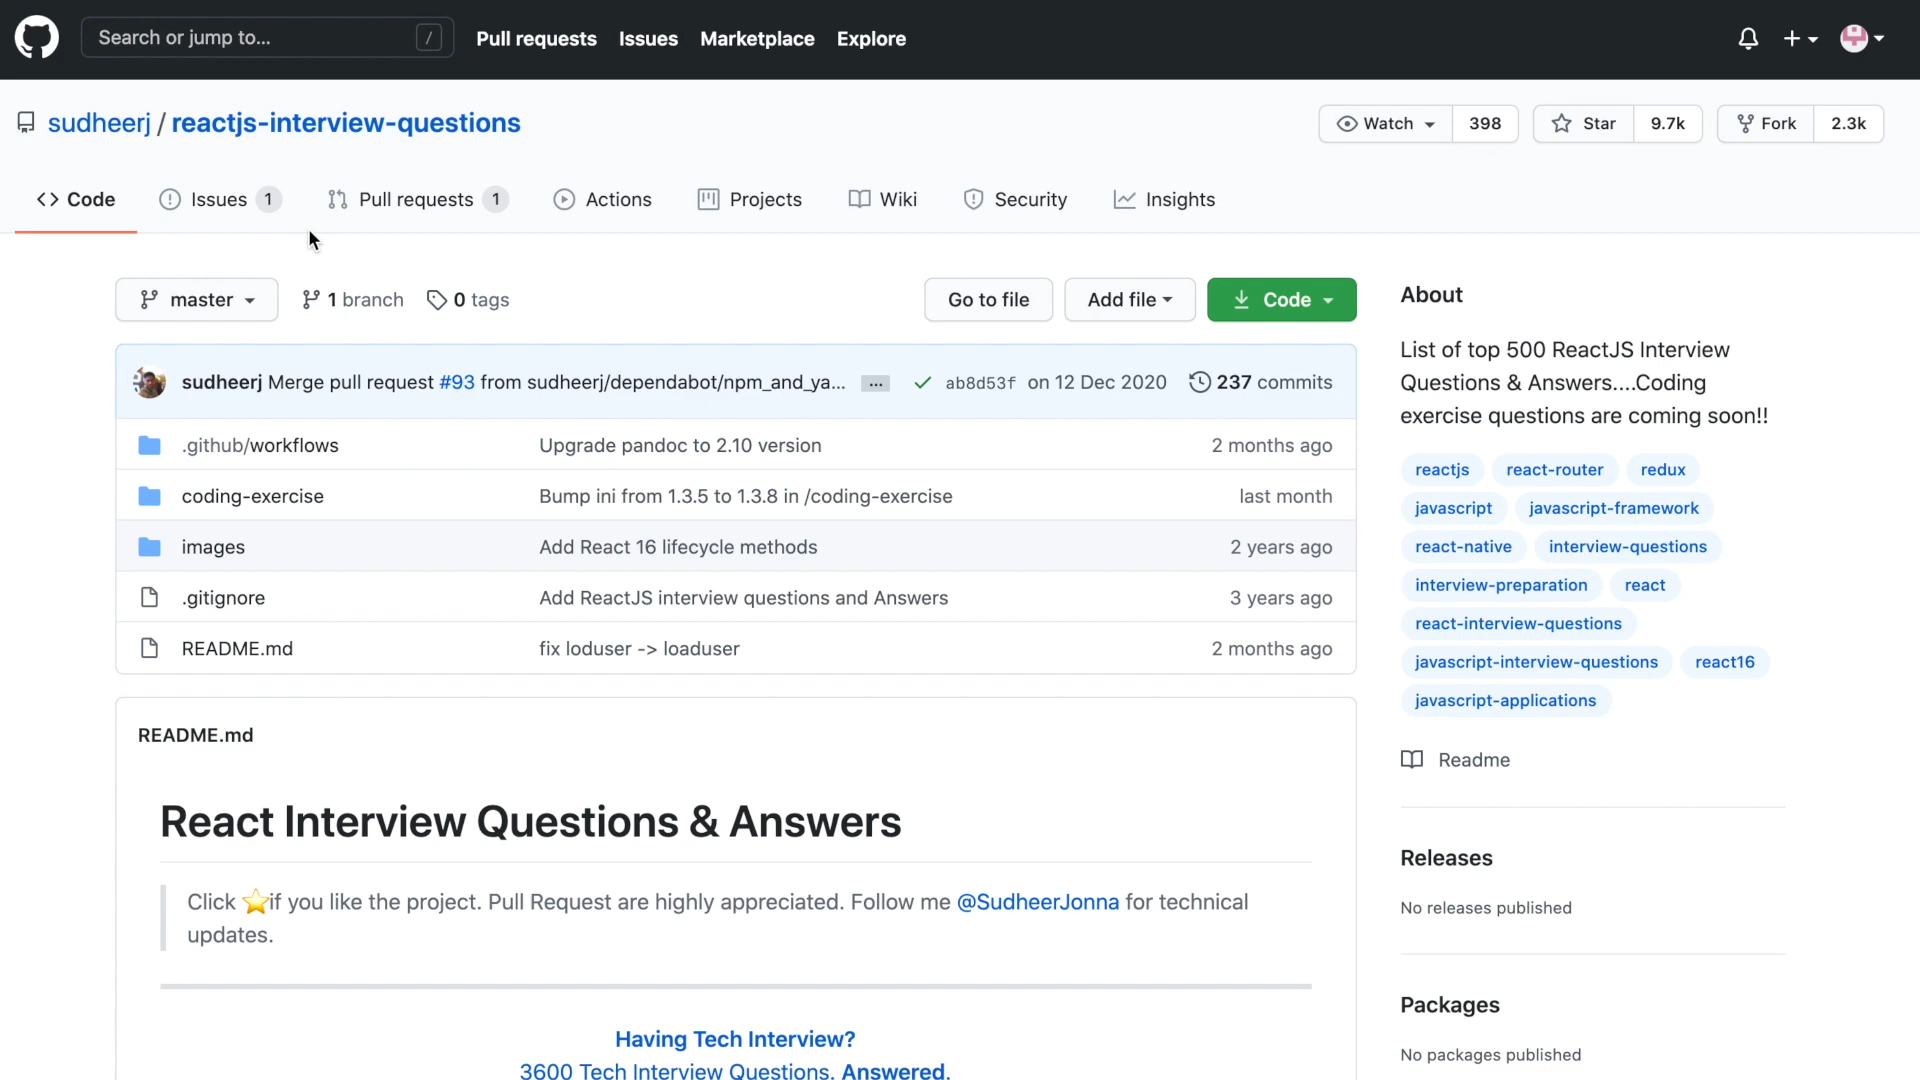 Search or jump to... /
Pull requests Issues Marketplace Explore
sudheerj / reactjs-interview-questions
Watch 398 Star 9.7k Fork 2.3k
Code Issues 1 Pull requests 1 Actions Projects Wiki Security Insights
master 1 branch 0 tags Go to file Add file Code
sudheerj Merge pull request #93 from sudheerj/dependabot/npm_and_ya... ... ab8d53f on 12 Dec 2020 237 commits
.github/workflows Upgrade pandoc to 2.10 version 2 months ago
coding-exercise Bump ini from 1.3.5 to 1.3.8 in /coding-exercise last month
images Add React 16 lifecycle methods 2 years ago
.gitignore Add ReactJS interview questions and Answers 3 years ago
README.md fix loduser -> loaduser 2 months ago
README.md
React Interview Questions & Answers
Click ⭐if you like the project. Pull Request are highly appreciated. Follow me @SudheerJonna for technical
updates.
Having Tech Interview?
3600 Tech Interview Questions. Answered.
About
List of top 500 ReactJS Interview
Questions & Answers....Coding
exercise questions are coming soon!!
reactjs react-router redux
javascript javascript-framework
react-native interview-questions
interview-preparation react
react-interview-questions
javascript-interview-questions react16
javascript-applications
Readme
Releases
No releases published
Packages
No packages published